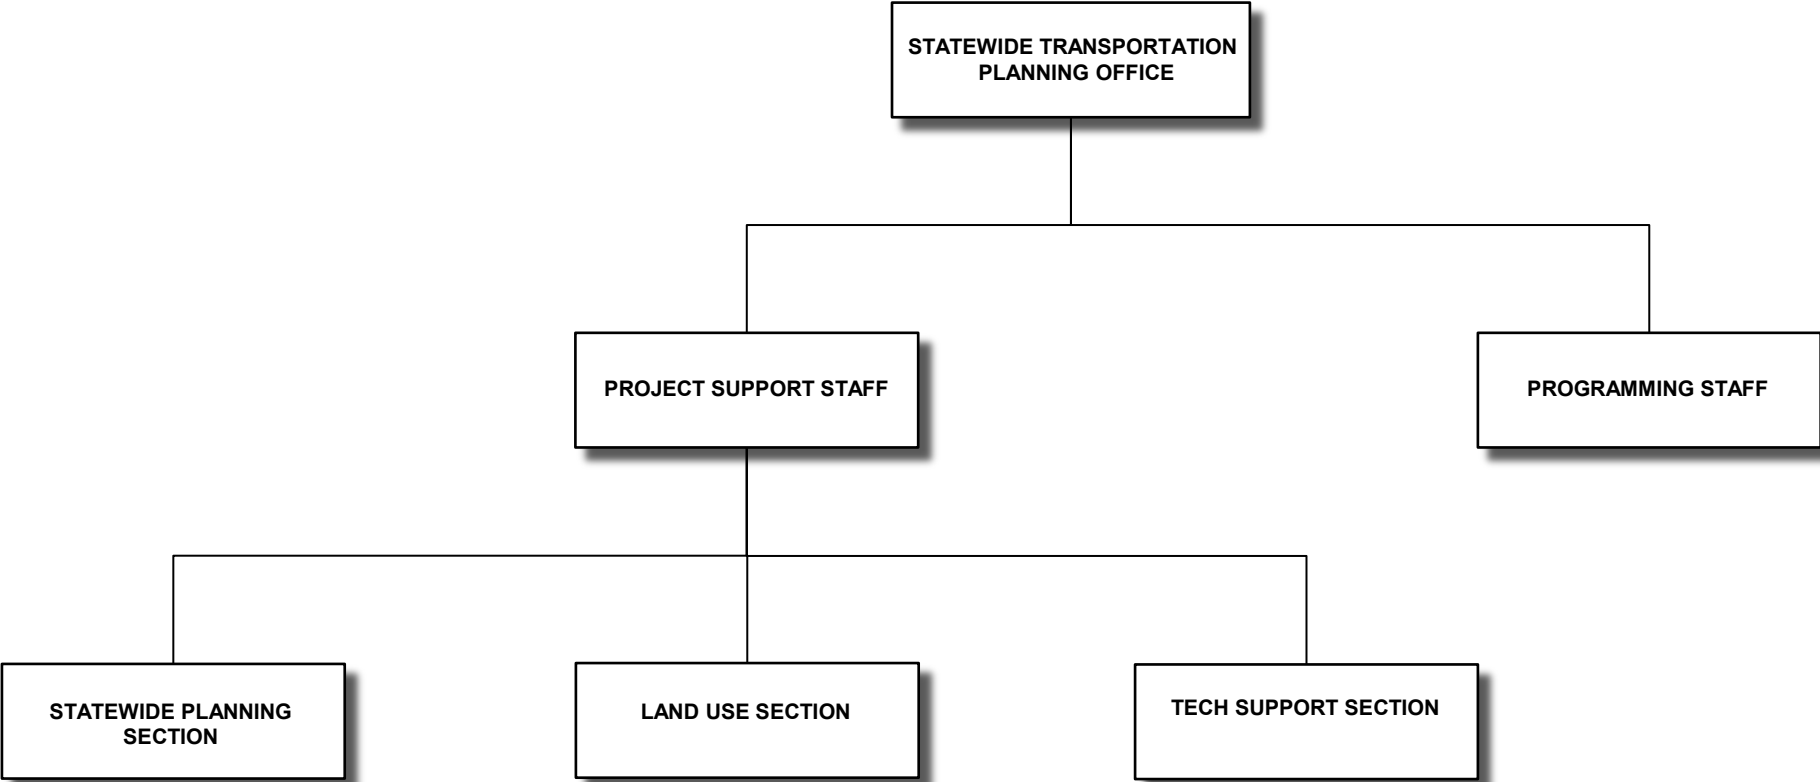 STATEWIDE TRANSPORTATION
PLANNING OFFICE
PROJECT SUPPORT STAFF
PROGRAMMING STAFF
STATEWIDE PLANNING
SECTION
LAND USE SECTION
TECH SUPPORT SECTION